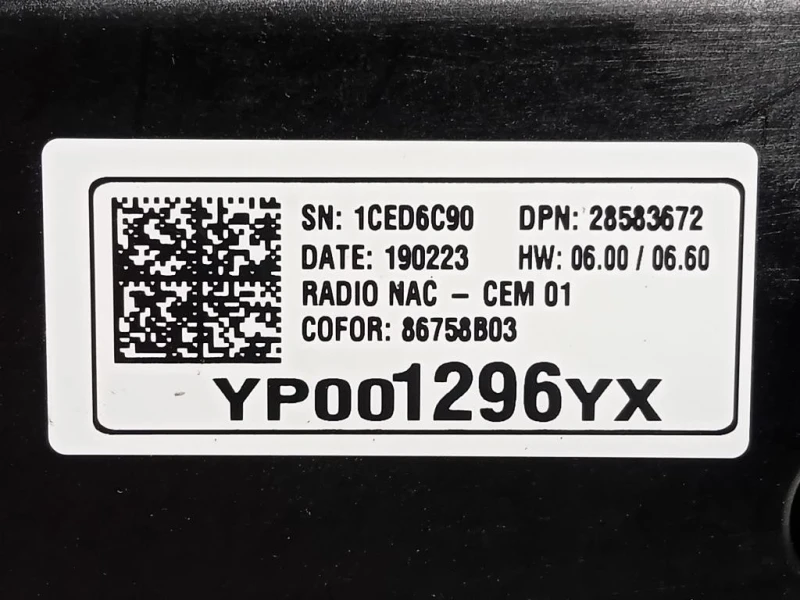 SN: 1CED6C90 DPN: 28583672
DATE: 190223 HW: 06.00 / 06.60
RADIO NAC - CEM 01
COFOR: 86758B03
YP001296YX